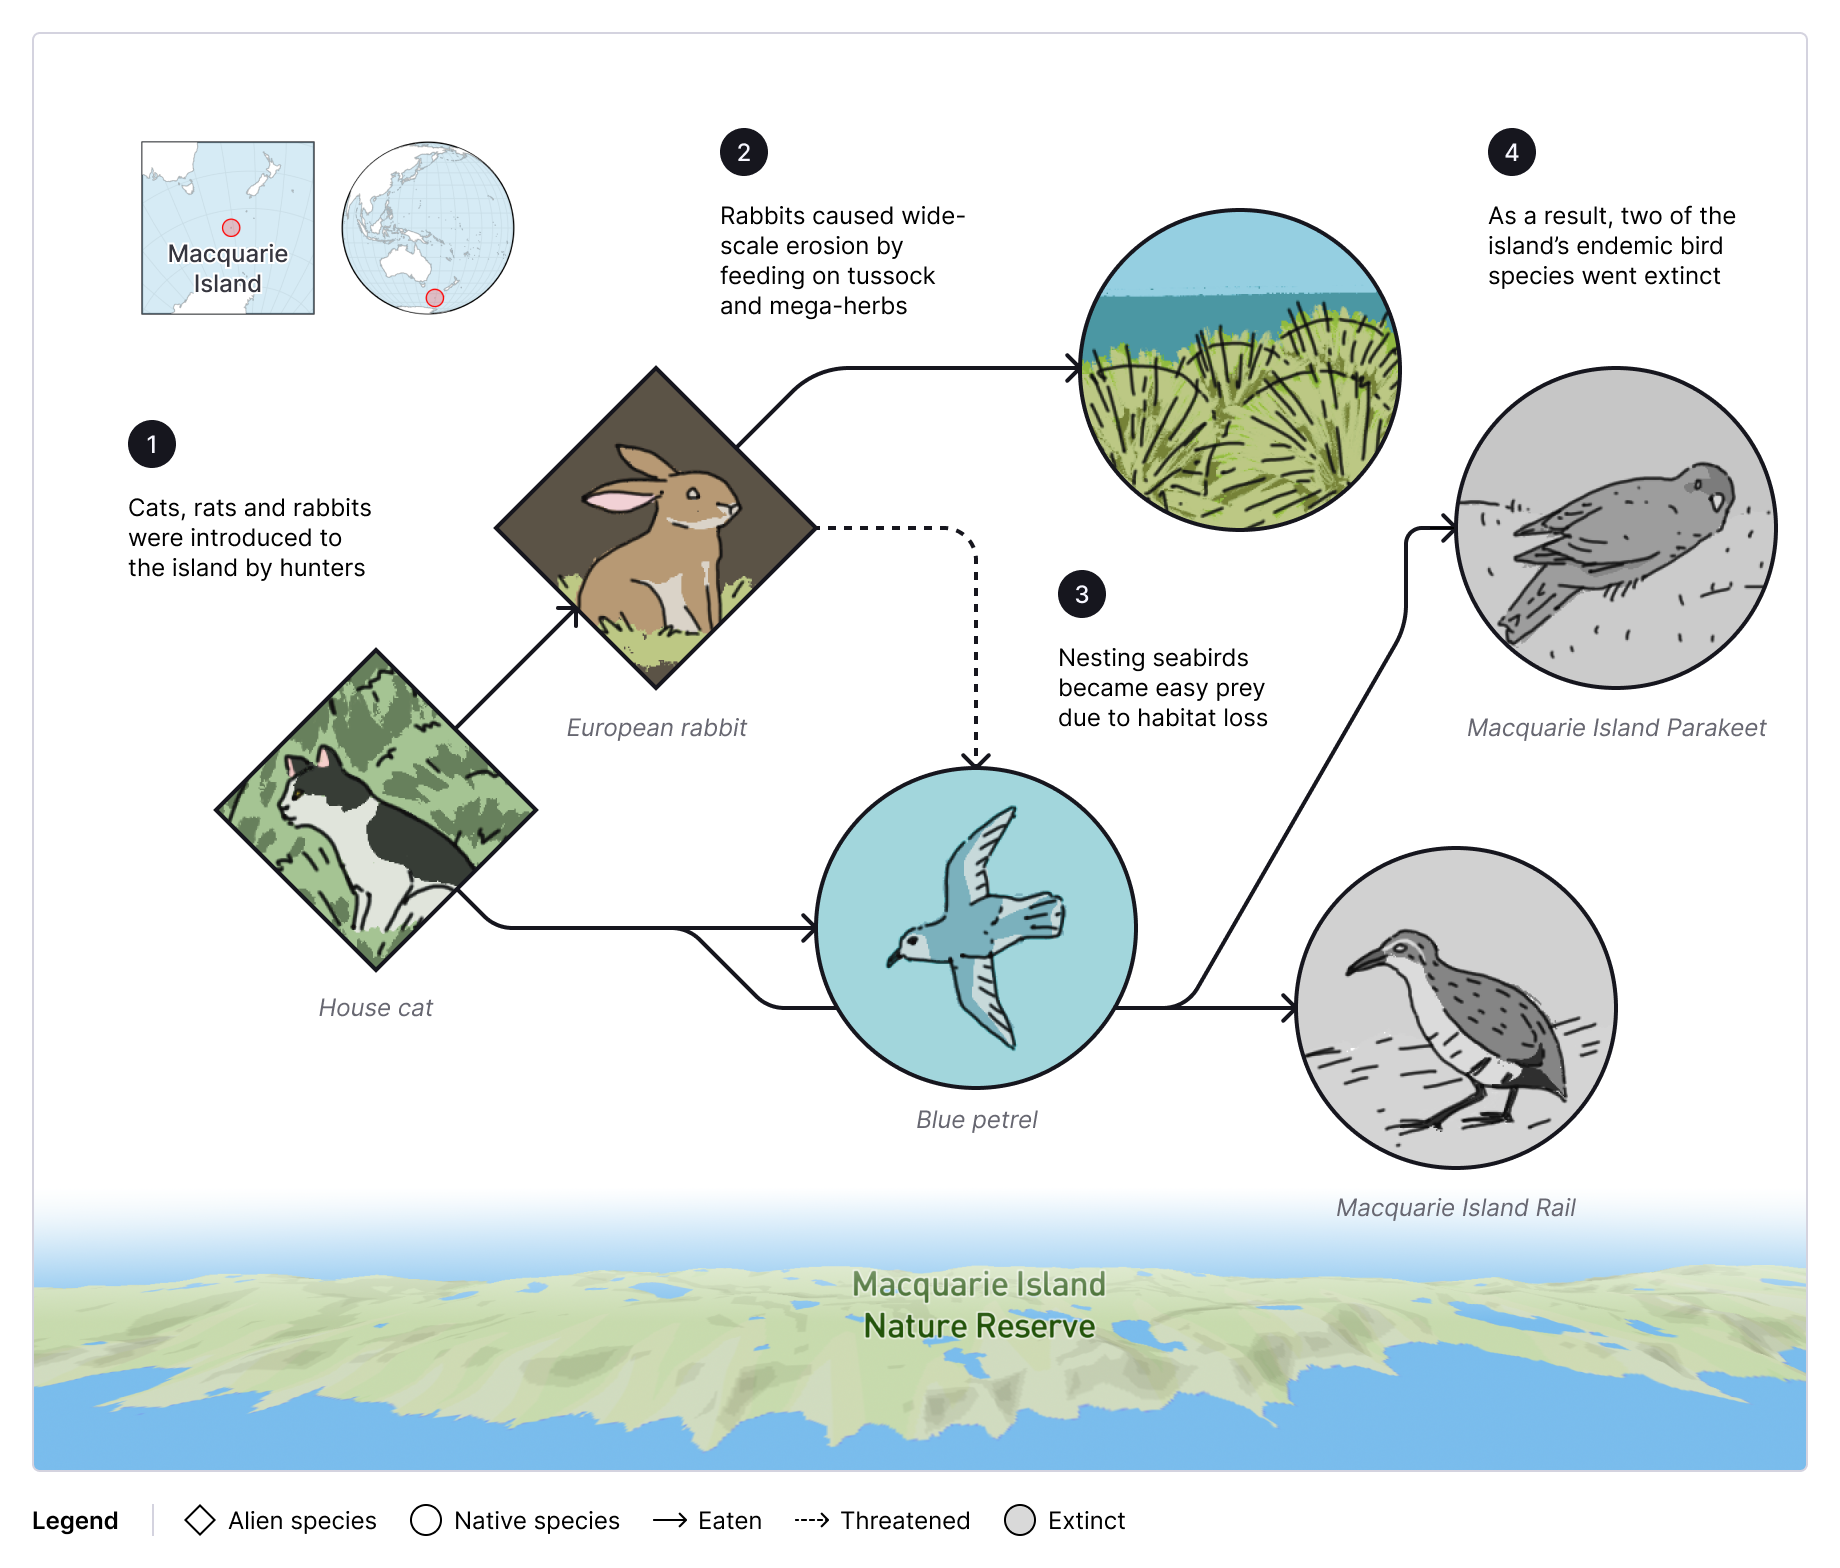 Macquarie
Island
1
Cats, rats and rabbits
were introduced to
the island by hunters
2
Rabbits caused wide-
scale erosion by
feeding on tussock
and mega-herbs
3
Nesting seabirds
became easy prey
due to habitat loss
4
As a result, two of the
island’s endemic bird
species went extinct
European rabbit
Macquarie Island Parakeet
House cat
Blue petrel
Macquarie Island Rail
Macquarie Island
Nature Reserve
Legend
Alien species
Native species
Eaten
Threatened
Extinct